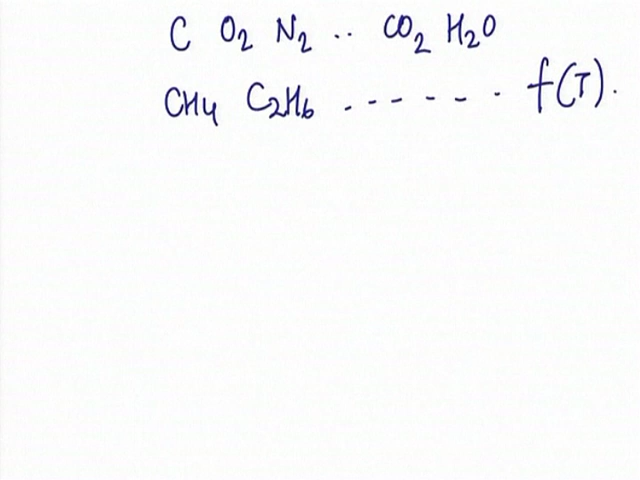 C O₂ N₂ .. CO₂ H₂O
CH₄ C₂H₆ . - - - - - . f(T).